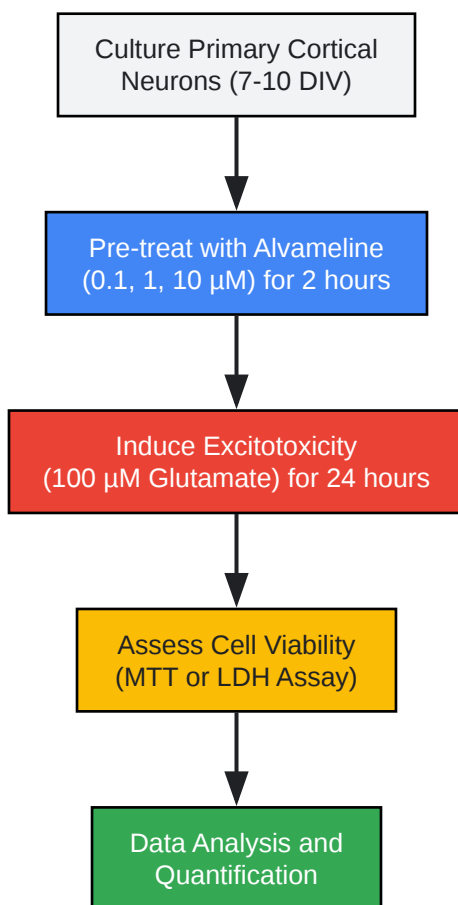 Culture Primary Cortical
Neurons (7-10 DIV)
Pre-treat with Alvameline
(0.1, 1, 10 µM) for 2 hours
Induce Excitotoxicity
(100 µM Glutamate) for 24 hours
Assess Cell Viability
(MTT or LDH Assay)
Data Analysis and
Quantification